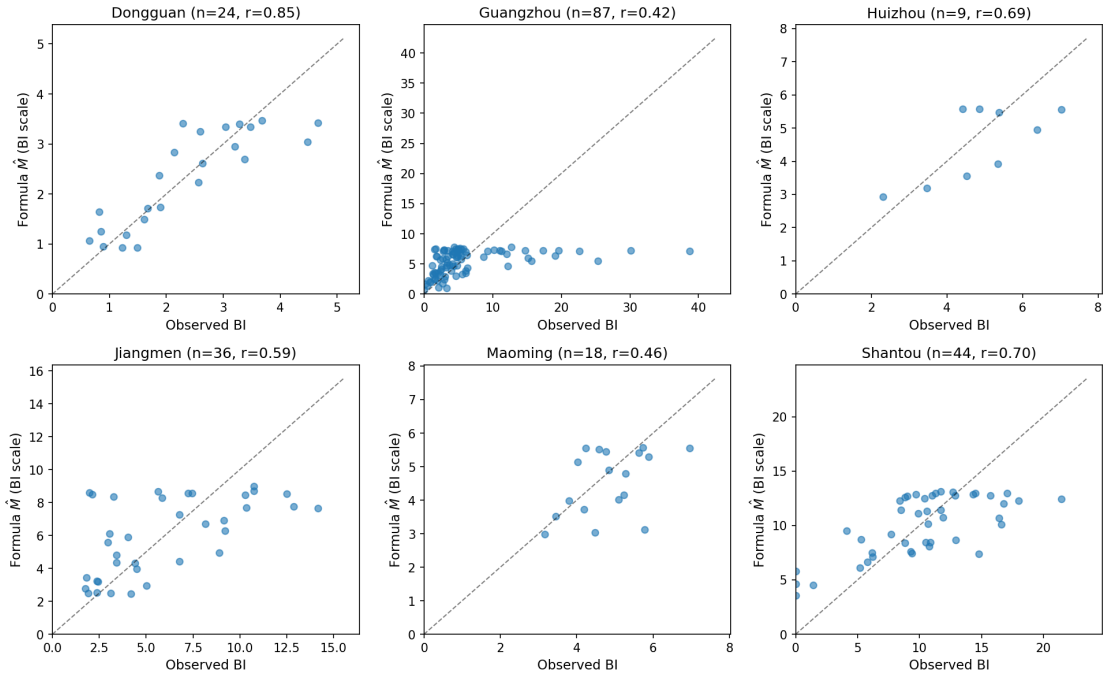 Dongguan (n=24, r=0.85)
5
4
3
2
1
0
0 1 2 3 4 5
Formula M̂ (BI scale)
Observed BI
Guangzhou (n=87, r=0.42)
40
35
30
25
20
15
10
5
0
0 10 20 30 40
Formula M̂ (BI scale)
Observed BI
Huizhou (n=9, r=0.69)
8
7
6
5
4
3
2
1
0
0 2 4 6 8
Formula M̂ (BI scale)
Observed BI
Jiangmen (n=36, r=0.59)
16
14
12
10
8
6
4
2
0
0.0 2.5 5.0 7.5 10.0 12.5 15.0
Formula M̂ (BI scale)
Observed BI
Maoming (n=18, r=0.46)
8
7
6
5
4
3
2
1
0
0 2 4 6 8
Formula M̂ (BI scale)
Observed BI
Shantou (n=44, r=0.70)
20
15
10
5
0
0 5 10 15 20
Formula M̂ (BI scale)
Observed BI